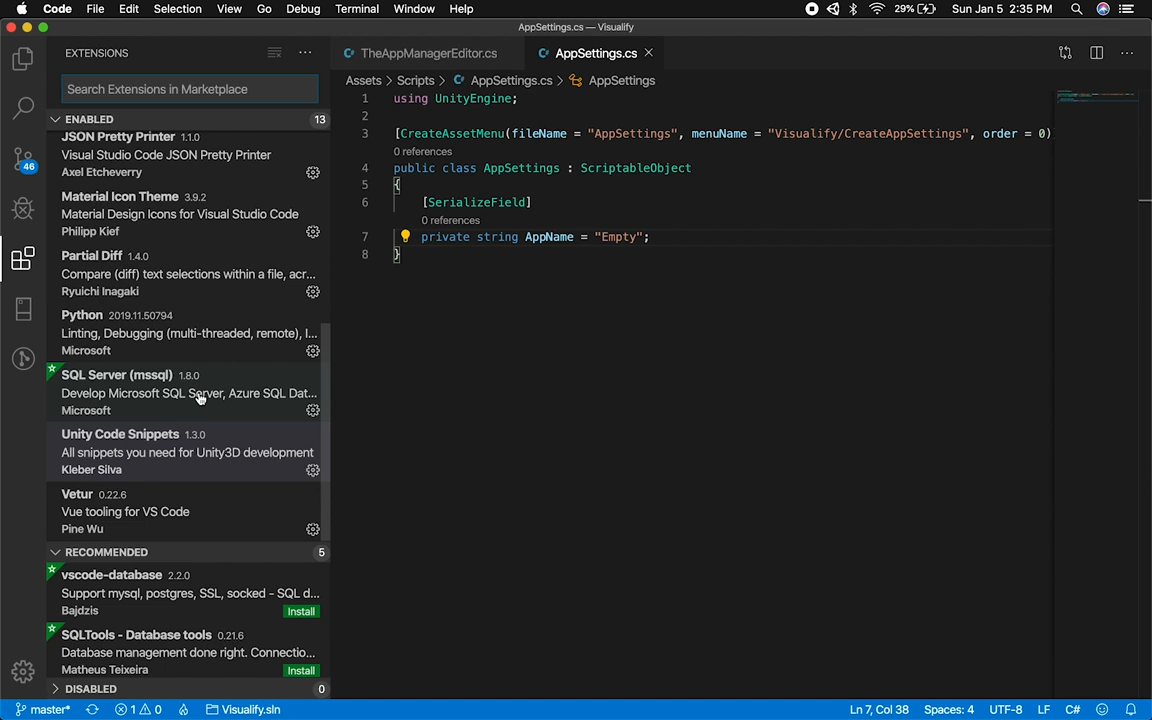 Code File Edit Selection View Go Debug Terminal Window Help 29% Sun Jan 5 2:35 PM
AppSettings.cs — Visualify
EXTENSIONS
Search Extensions in Marketplace
ENABLED 13
JSON Pretty Printer 1.1.0
Visual Studio Code JSON Pretty Printer
Axel Etcheverry
Material Icon Theme 3.9.2
Material Design Icons for Visual Studio Code
Philipp Kief
Partial Diff 1.4.0
Compare (diff) text selections within a file, acr...
Ryuichi Inagaki
Python 2019.11.50794
Linting, Debugging (multi-threaded, remote), I...
Microsoft
SQL Server (mssql) 1.8.0
Develop Microsoft SQL Server, Azure SQL Dat...
Microsoft
Unity Code Snippets 1.3.0
All snippets you need for Unity3D development
Kleber Silva
Vetur 0.22.6
Vue tooling for VS Code
Pine Wu
RECOMMENDED 5
vscode-database 2.2.0
Support mysql, postgres, SSL, socked - SQL d...
Bajdzis Install
SQLTools - Database tools 0.21.6
Database management done right. Connectio...
Matheus Teixeira Install
DISABLED 0
46
TheAppManagerEditor.cs AppSettings.cs
Assets > Scripts > AppSettings.cs > AppSettings
1 using UnityEngine;
2
3 [CreateAssetMenu(fileName = "AppSettings", menuName = "Visualify/CreateAppSettings", order = 0)
0 references
4 public class AppSettings : ScriptableObject
5 {
6 [SerializeField]
0 references
7 private string AppName = "Empty";
8 }
master* 1 0 Visualify.sln Ln 7, Col 38 Spaces: 4 UTF-8 LF C#